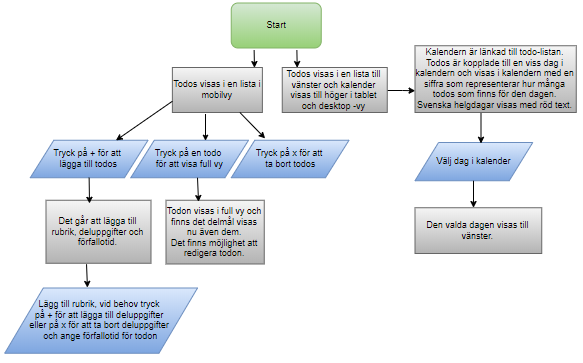 Start
Todos visas i en lista i
mobilvy
Todos visas i en lista till
vänster och kalender
visas till höger i tablet
och desktop -vy
Kalendern är länkad till todo-listan.
Todos är kopplade till en viss dag i
kalendern och visas i kalendern med en
siffra som representerar hur många
todos som finns för den dagen.
Svenska helgdagar visas med röd text.
Tryck på + för att
lägga till todos
Tryck på en todo
för att visa full vy
Tryck på x för att
ta bort todos
Välj dag i kalender
Det går att lägga till
rubrik, deluppgifter och
förfallotid.
Todon visas i full vy och
finns det delmål visas
nu även dem.
Det finns möjlighet att
redigera todon.
Den valda dagen visas till
vänster.
Lägg till rubrik, vid behov tryck
på + för att lägga till deluppgifter
eller på x för att ta bort deluppgifter
och ange förfallotid för todon